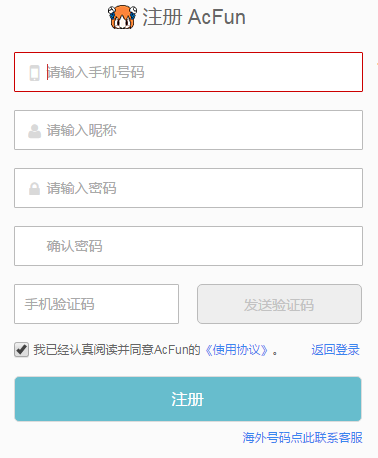 注册 AcFun
请输入手机号码
请输入昵称
请输入密码
确认密码
手机验证码 发送验证码
我已经认真阅读并同意AcFun的《使用协议》。 返回登录
注册
海外号码点此联系客服